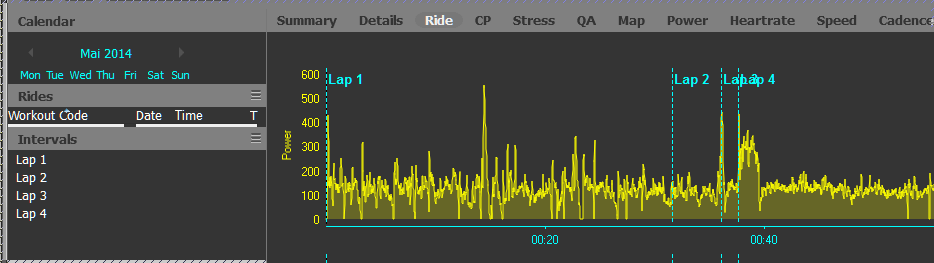 Calendar
Summary Details Ride CP Stress QA Map Power Heartrate Speed Cadence
Mai 2014
Mon Tue Wed Thu Fri Sat Sun
Rides
Workout Code Date Time T
Intervals
Lap 1
Lap 2
Lap 3
Lap 4
Lap 1 Lap 2 Lap 3 Lap 4
600
500
400
300
200
100
0
Power
00:20 00:40